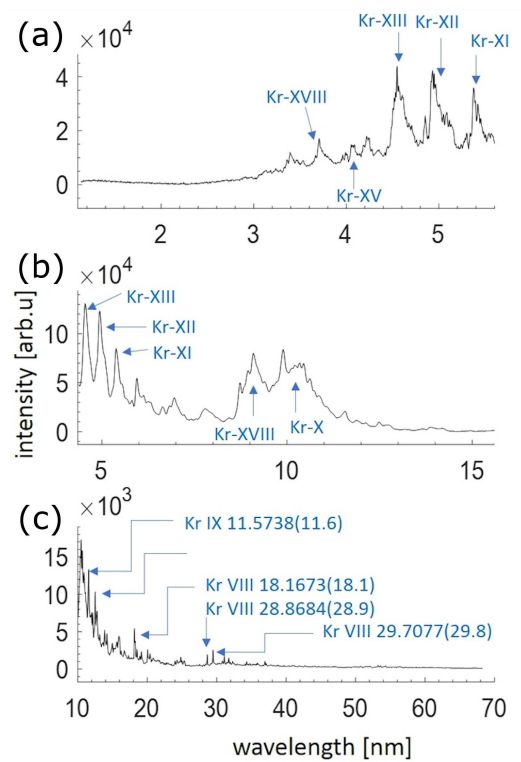 (a)
×10⁴
Kr-XIII
Kr-XII
Kr-XI
Kr-XVIII
Kr-XV
4
2
0
2 3 4 5
(b)
×10⁴
Kr-XIII
Kr-XII
Kr-XI
Kr-XVIII
Kr-X
10
5
0
5 10 15
intensity [arb.u]
(c)
×10³
Kr IX 11.5738(11.6)
Kr VIII 18.1673(18.1)
Kr VIII 28.8684(28.9)
Kr VIII 29.7077(29.8)
15
10
5
0
10 20 30 40 50 60 70
wavelength [nm]